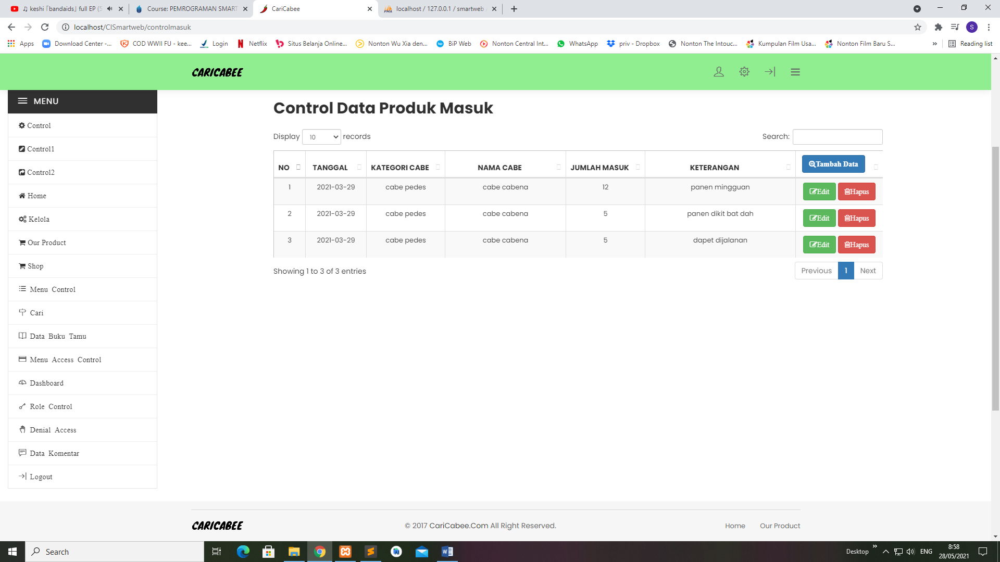 ♫ keshi「bandaids」full EP (5
Course: PEMROGRAMAN SMART
CariCabee
localhost / 127.0.0.1 / smartweb
localhost/CISmartweb/controlmasuk
S
Apps
Download Center -...
COD WWII FU - kee...
Login
Netflix
Situs Belanja Online...
Nonton Wu Xia den...
BiP Web
Nonton Central Int...
WhatsApp
priv - Dropbox
Nonton The Intouc...
Kumpulan Film Usa...
Nonton Film Baru S...
»
Reading list
CARICABEE
MENU
Control
Control1
Control2
Home
Kelola
Our Product
Shop
Menu Control
Cari
Data Buku Tamu
Menu Access Control
Dashboard
Role Control
Denial Access
Data Komentar
Logout
Control Data Produk Masuk
Display 10 records
Search:
NO TANGGAL KATEGORI CABE NAMA CABE JUMLAH MASUK KETERANGAN Tambah Data
1 2021-03-29 cabe pedes cabe cabena 12 panen mingguan Edit Hapus
2 2021-03-29 cabe pedes cabe cabena 5 panen dikit bat dah Edit Hapus
3 2021-03-29 cabe pedes cabe cabena 5 dapet dijalanan Edit Hapus
Showing 1 to 3 of 3 entries
Previous 1 Next
CARICABEE
© 2017 CariCabee.Com All Right Reserved.
Home Our Product
Search
Desktop
»
ENG
8:58
28/05/2021